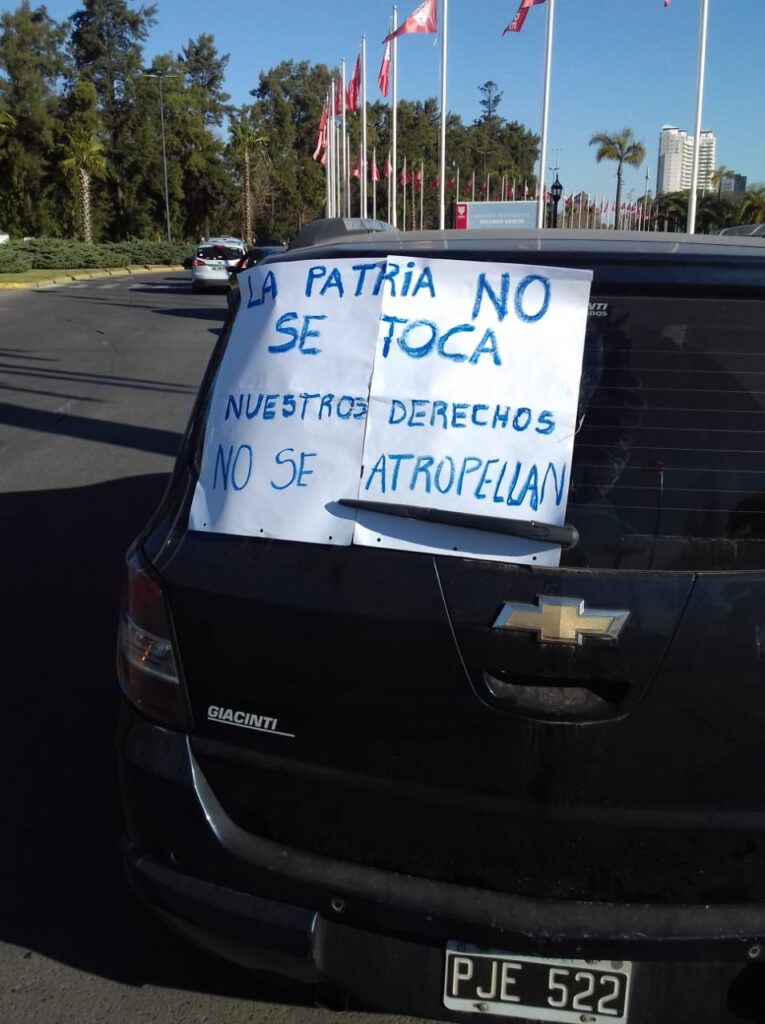 LA PATRIA NO
SE TOCA
NUESTROS DERECHOS
NO SE ATROPELLAN
GIACINTI
PJE 522